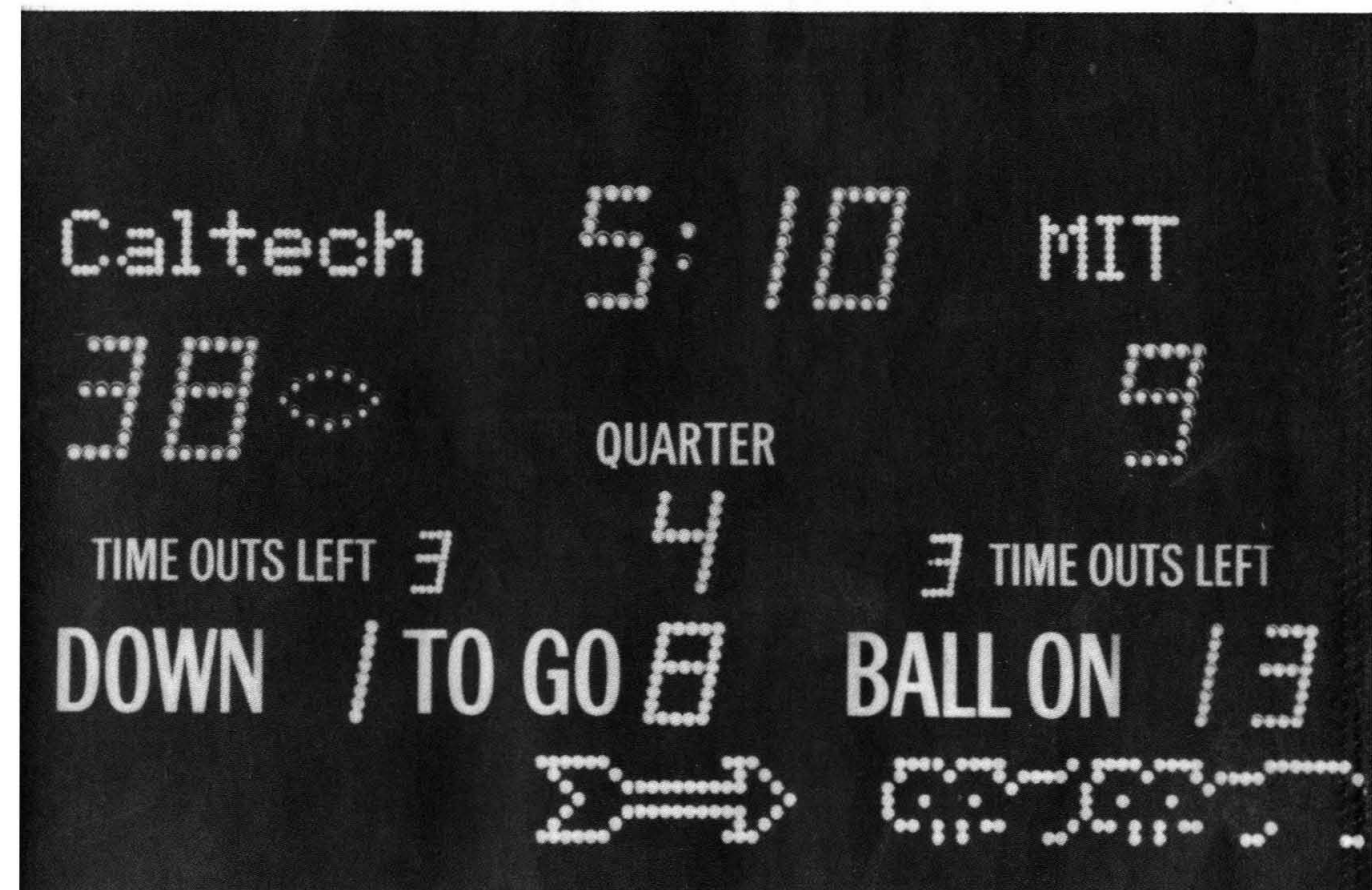 Caltech 5:10 MIT
38 9
QUARTER
4
TIME OUTS LEFT 3 3 TIME OUTS LEFT
DOWN 1 TO GO 8 BALL ON 13